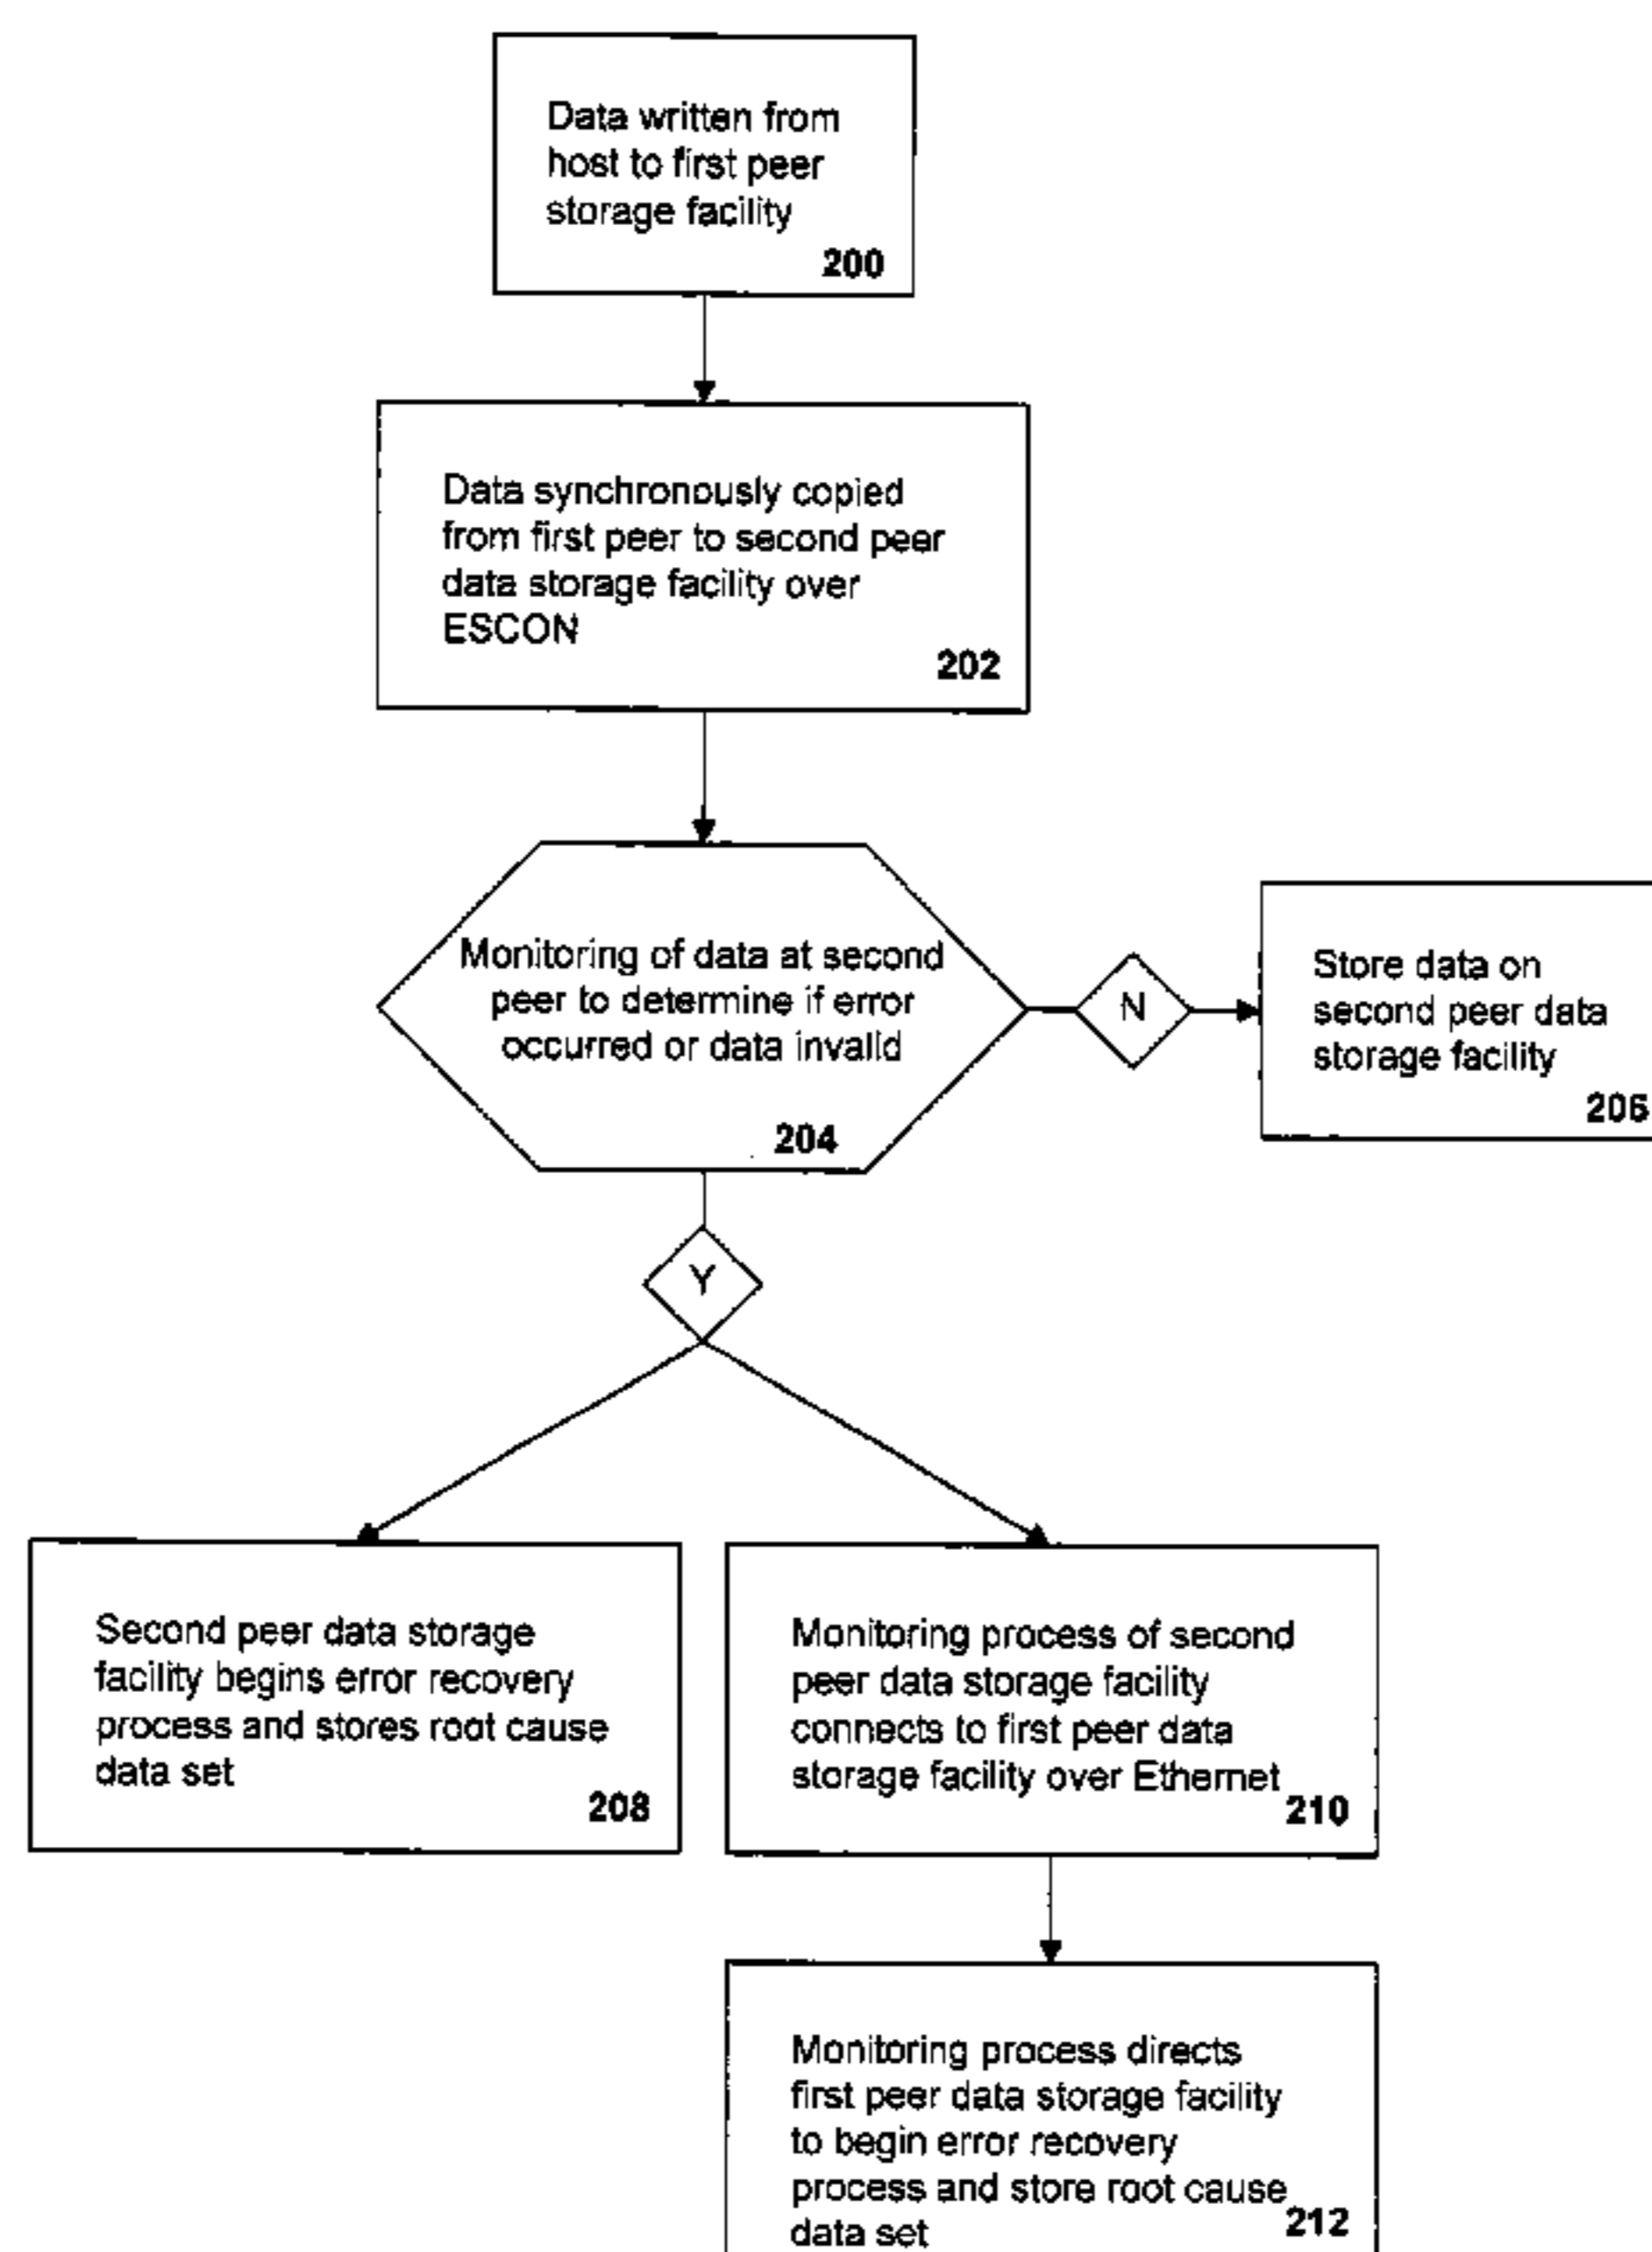 Data written from
host to first peer
storage facility
200
Data synchronously copied
from first peer to second peer
data storage facility over
ESCON
202
Monitoring of data at second
peer to determine if error
occurred or data invalid
204
N
Store data on
second peer data
storage facility
206
Y
Second peer data storage
facility begins error recovery
process and stores root cause
data set
208
Monitoring process of second
peer data storage facility
connects to first peer data
storage facility over Ethernet
210
Monitoring process directs
first peer data storage facility
to begin error recovery
process and store root cause
data set
212